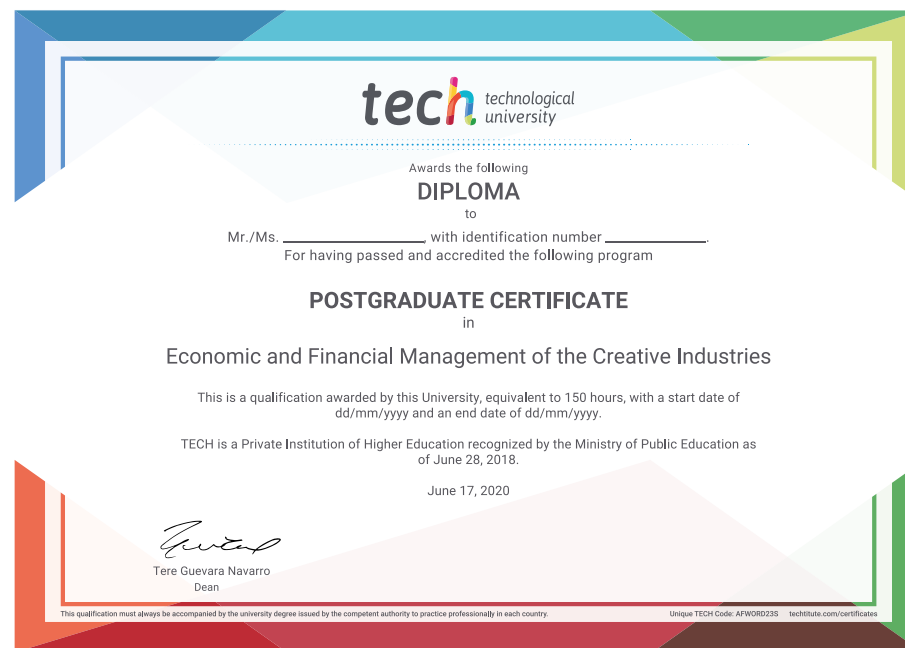 tech technological
university
Awards the following
DIPLOMA
to
Mr./Ms. ____________________, with identification number ______________.
For having passed and accredited the following program
POSTGRADUATE CERTIFICATE
in
Economic and Financial Management of the Creative Industries
This is a qualification awarded by this University, equivalent to 150 hours, with a start date of
dd/mm/yyyy and an end date of dd/mm/yyyy.
TECH is a Private Institution of Higher Education recognized by the Ministry of Public Education as
of June 28, 2018.
June 17, 2020
Tere Guevara Navarro
Dean
This qualification must always be accompanied by the university degree issued by the competent authority to practice professionally in each country. Unique TECH Code: AFWORD23S techtitute.com/certificates